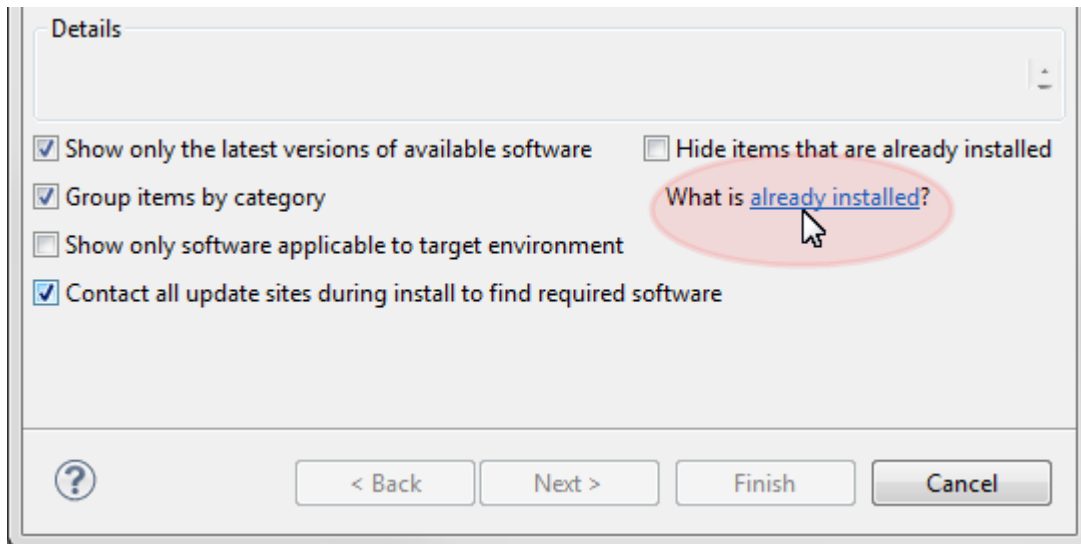 Details
Show only the latest versions of available software
Hide items that are already installed
Group items by category
What is already installed?
Show only software applicable to target environment
Contact all update sites during install to find required software
?
< Back
Next >
Finish
Cancel